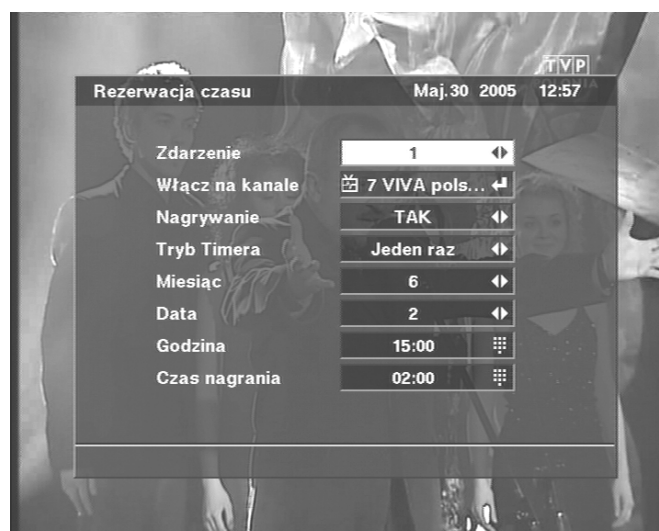 TVP
POLONIA
Rezerwacja czasu Maj.30 2005 12:57
Zdarzenie 1
Włącz na kanale 7 VIVA pols...
Nagrywanie TAK
Tryb Timera Jeden raz
Miesiąc 6
Data 2
Godzina 15:00
Czas nagrania 02:00